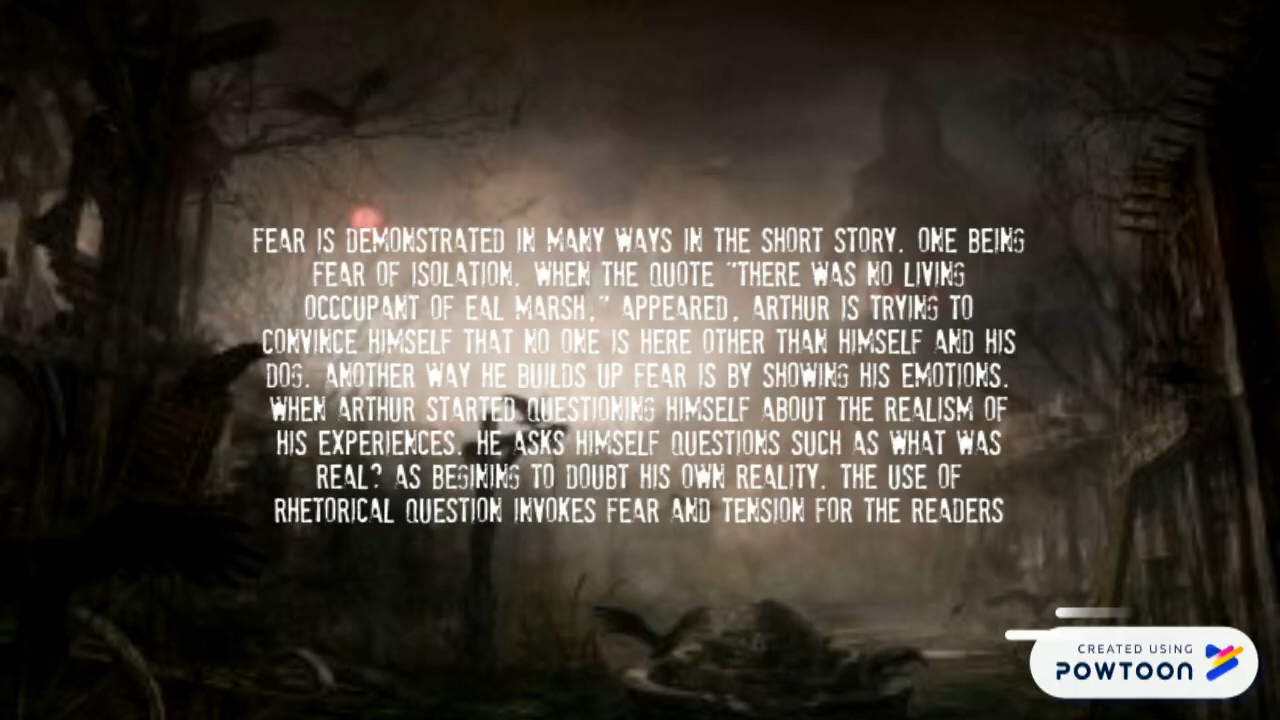 FEAR IS DEMONSTRATED IN MANY WAYS IN THE SHORT STORY. ONE BEING
FEAR OF ISOLATION. WHEN THE QUOTE "THERE WAS NO LIVING
OCCCUPANT OF EAL MARSH," APPEARED, ARTHUR IS TRYING TO
CONVINCE HIMSELF THAT NO ONE IS HERE OTHER THAN HIMSELF AND HIS
DOG. ANOTHER WAY HE BUILDS UP FEAR IS BY SHOWING HIS EMOTIONS.
WHEN ARTHUR STARTED QUESTIONING HIMSELF ABOUT THE REALISM OF
HIS EXPERIENCES. HE ASKS HIMSELF QUESTIONS SUCH AS WHAT WAS
REAL? AS BEGINING TO DOUBT HIS OWN REALITY. THE USE OF
RHETORICAL QUESTION INVOKES FEAR AND TENSION FOR THE READERS
CREATED USING
POWTOON